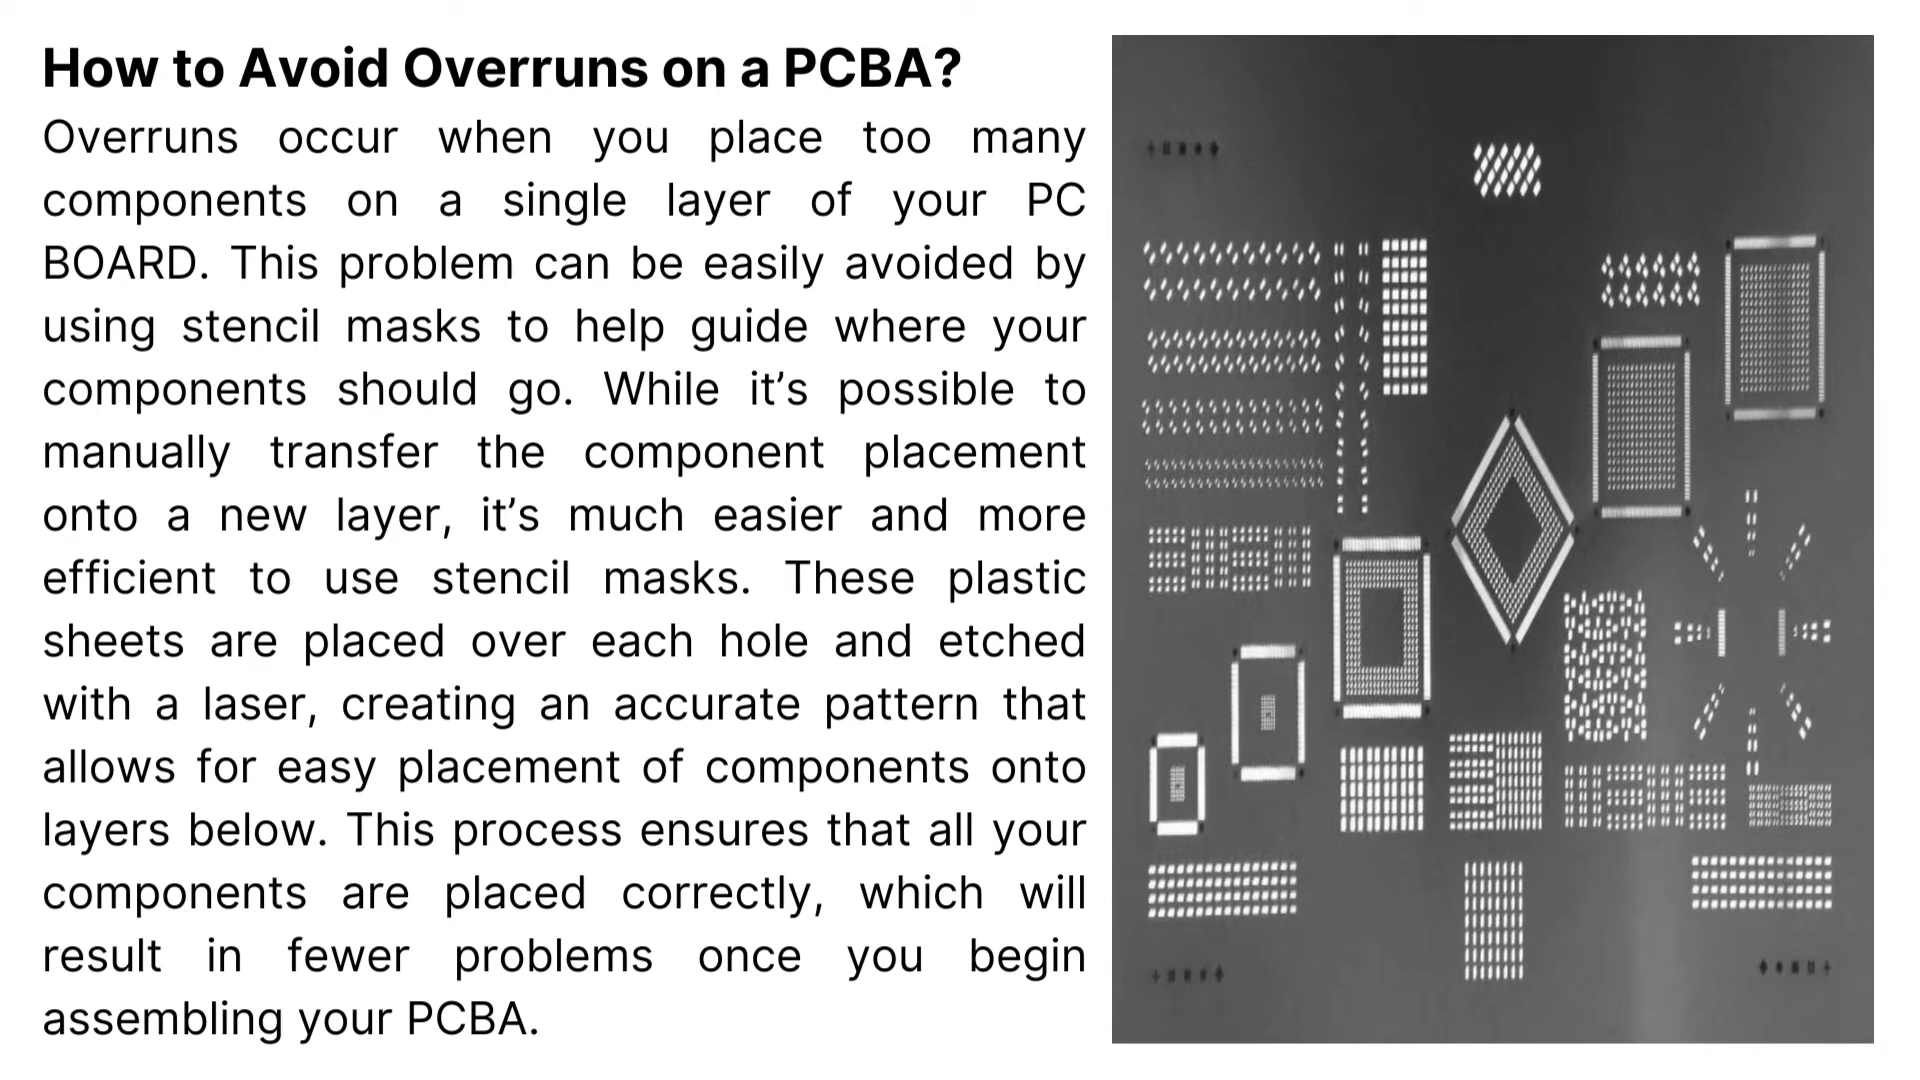 How to Avoid Overruns on a PCBA?
Overruns occur when you place too many
components on a single layer of your PC
BOARD. This problem can be easily avoided by
using stencil masks to help guide where your
components should go. While it’s possible to
manually transfer the component placement
onto a new layer, it’s much easier and more
efficient to use stencil masks. These plastic
sheets are placed over each hole and etched
with a laser, creating an accurate pattern that
allows for easy placement of components onto
layers below. This process ensures that all your
components are placed correctly, which will
result in fewer problems once you begin
assembling your PCBA.